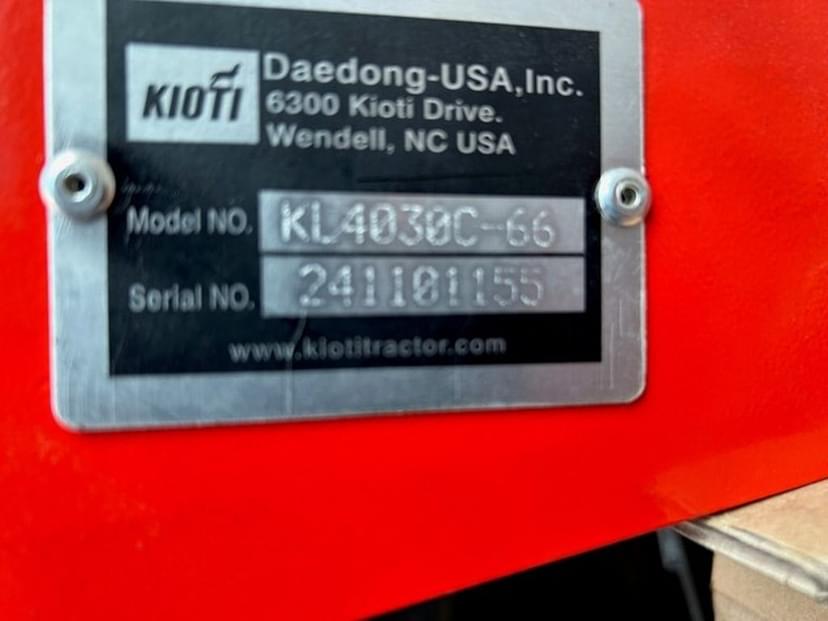 KIOTI
Daedong-USA,Inc.
6300 Kioti Drive.
Wendell, NC USA
Model NO. KL4030C-66
Serial NO. 241101155
www.kiotitractor.com